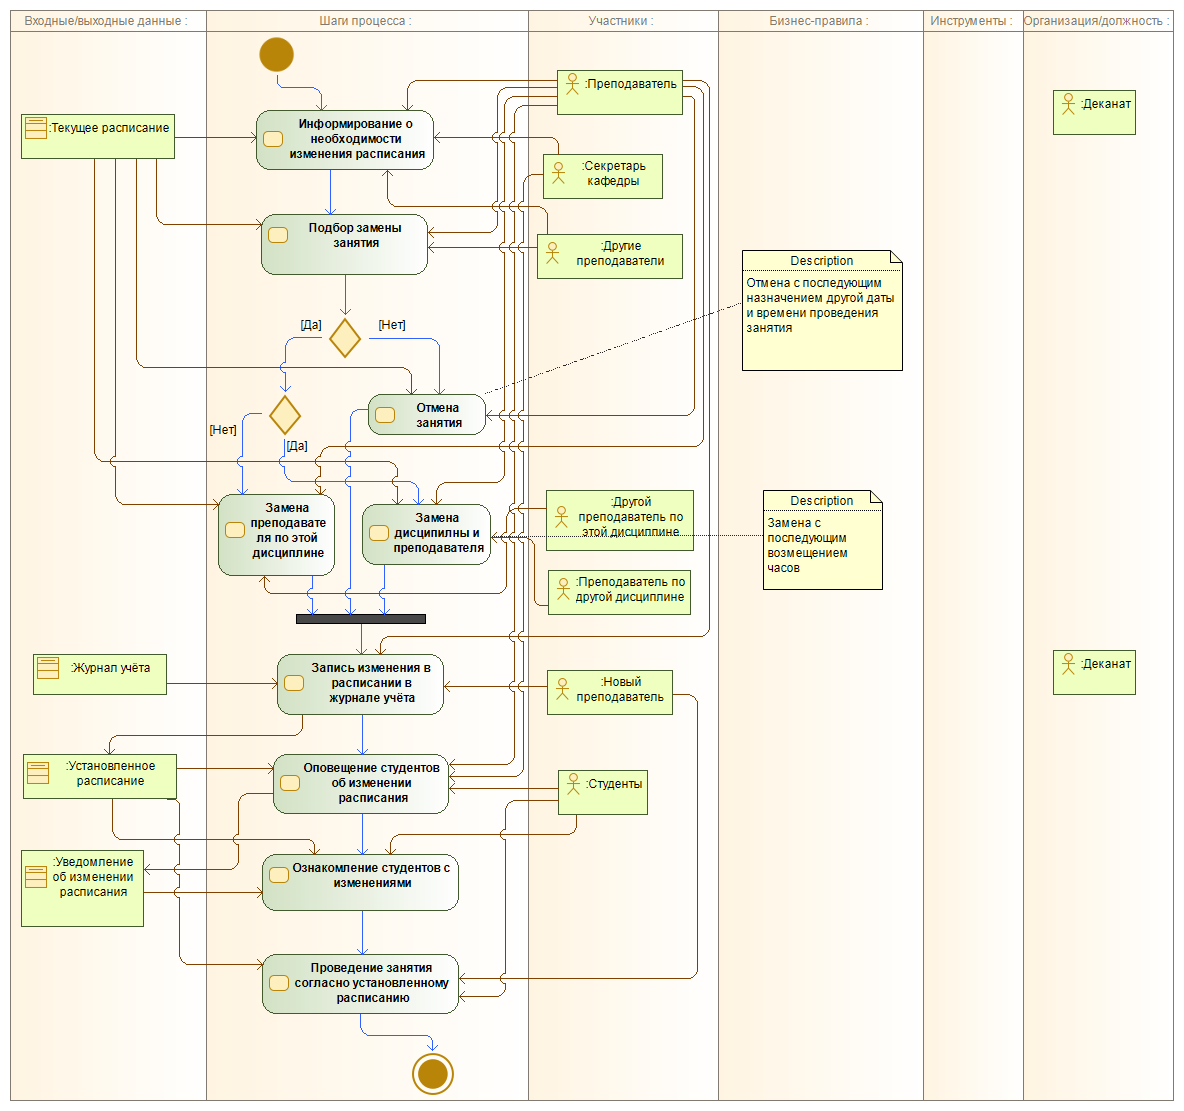 Входные/выходные данные :
Шаги процесса :
Участники :
Бизнес-правила :
Инструменты :
Организация/должность :
:Преподаватель
:Деканат
:Текущее расписание
Информирование о
необходимости
изменения расписания
:Секретарь
кафедры
Подбор замены
занятия
:Другие
преподаватели
Description
Отмена с последующим
назначением другой даты
и времени проведения
занятия
[Да]
[Нет]
Отмена
занятия
[Нет]
[Да]
Замена
преподавате
ля по этой
дисциплине
Замена
дисципилны и
преподавателя
:Другой
преподаватель по
этой дисциплине
Description
Замена с
последующим
возмещением
часов
:Преподаватель по
другой дисциплине
:Журнал учёта
Запись изменения в
расписании в
журнале учёта
:Новый
преподаватель
:Деканат
:Установленное
расписание
Оповещение студентов
об изменении
расписания
:Студенты
:Уведомление
об изменении
расписания
Ознакомление студентов с
изменениями
Проведение занятия
согласно установленному
расписанию